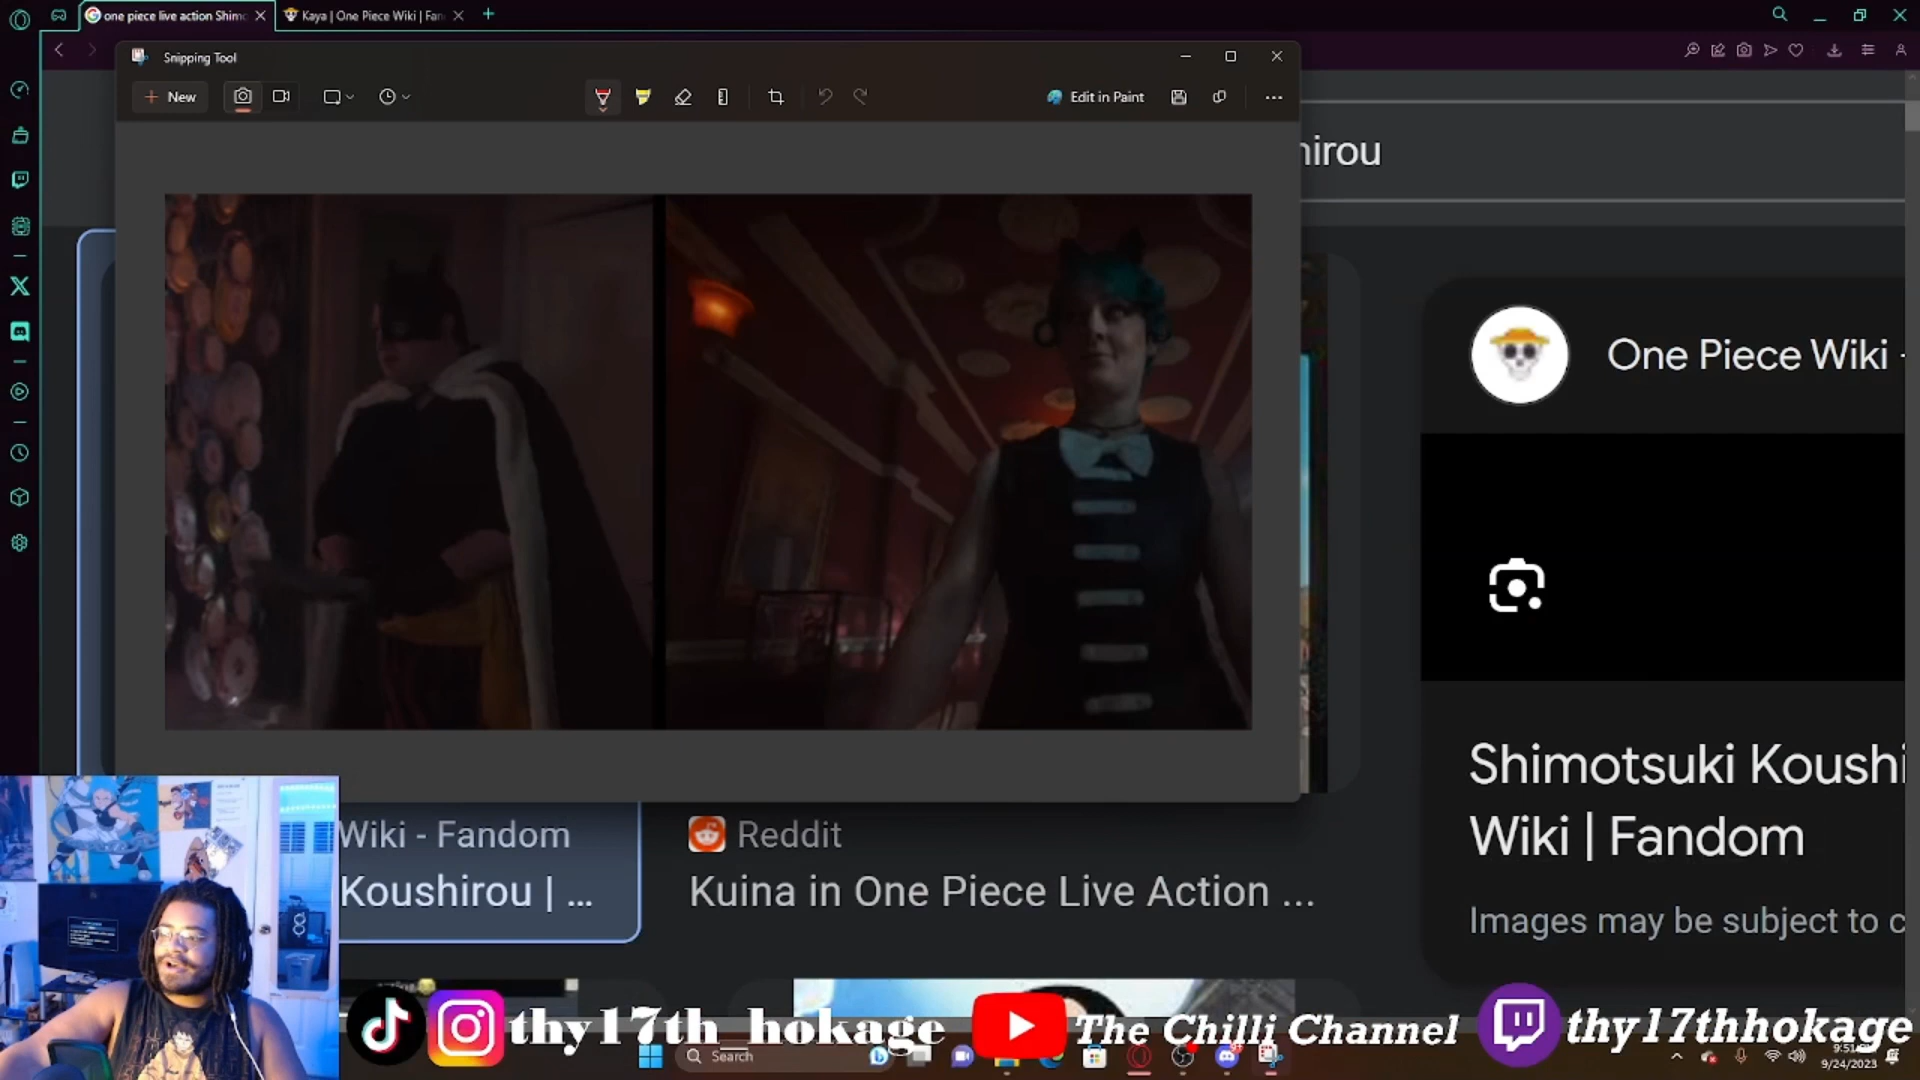 one piece live action Shimo
Kaya | One Piece Wiki | Fan
Snipping Tool
New
Edit in Paint
hirou
One Piece Wiki -
Shimotsuki Koushi
Wiki | Fandom
Images may be subject to c
Wiki - Fandom
Koushirou | ...
Reddit
Kuina in One Piece Live Action ...
thy17th_hokage
The Chilli Channel
thy17thhokage
Search
9/24/2023